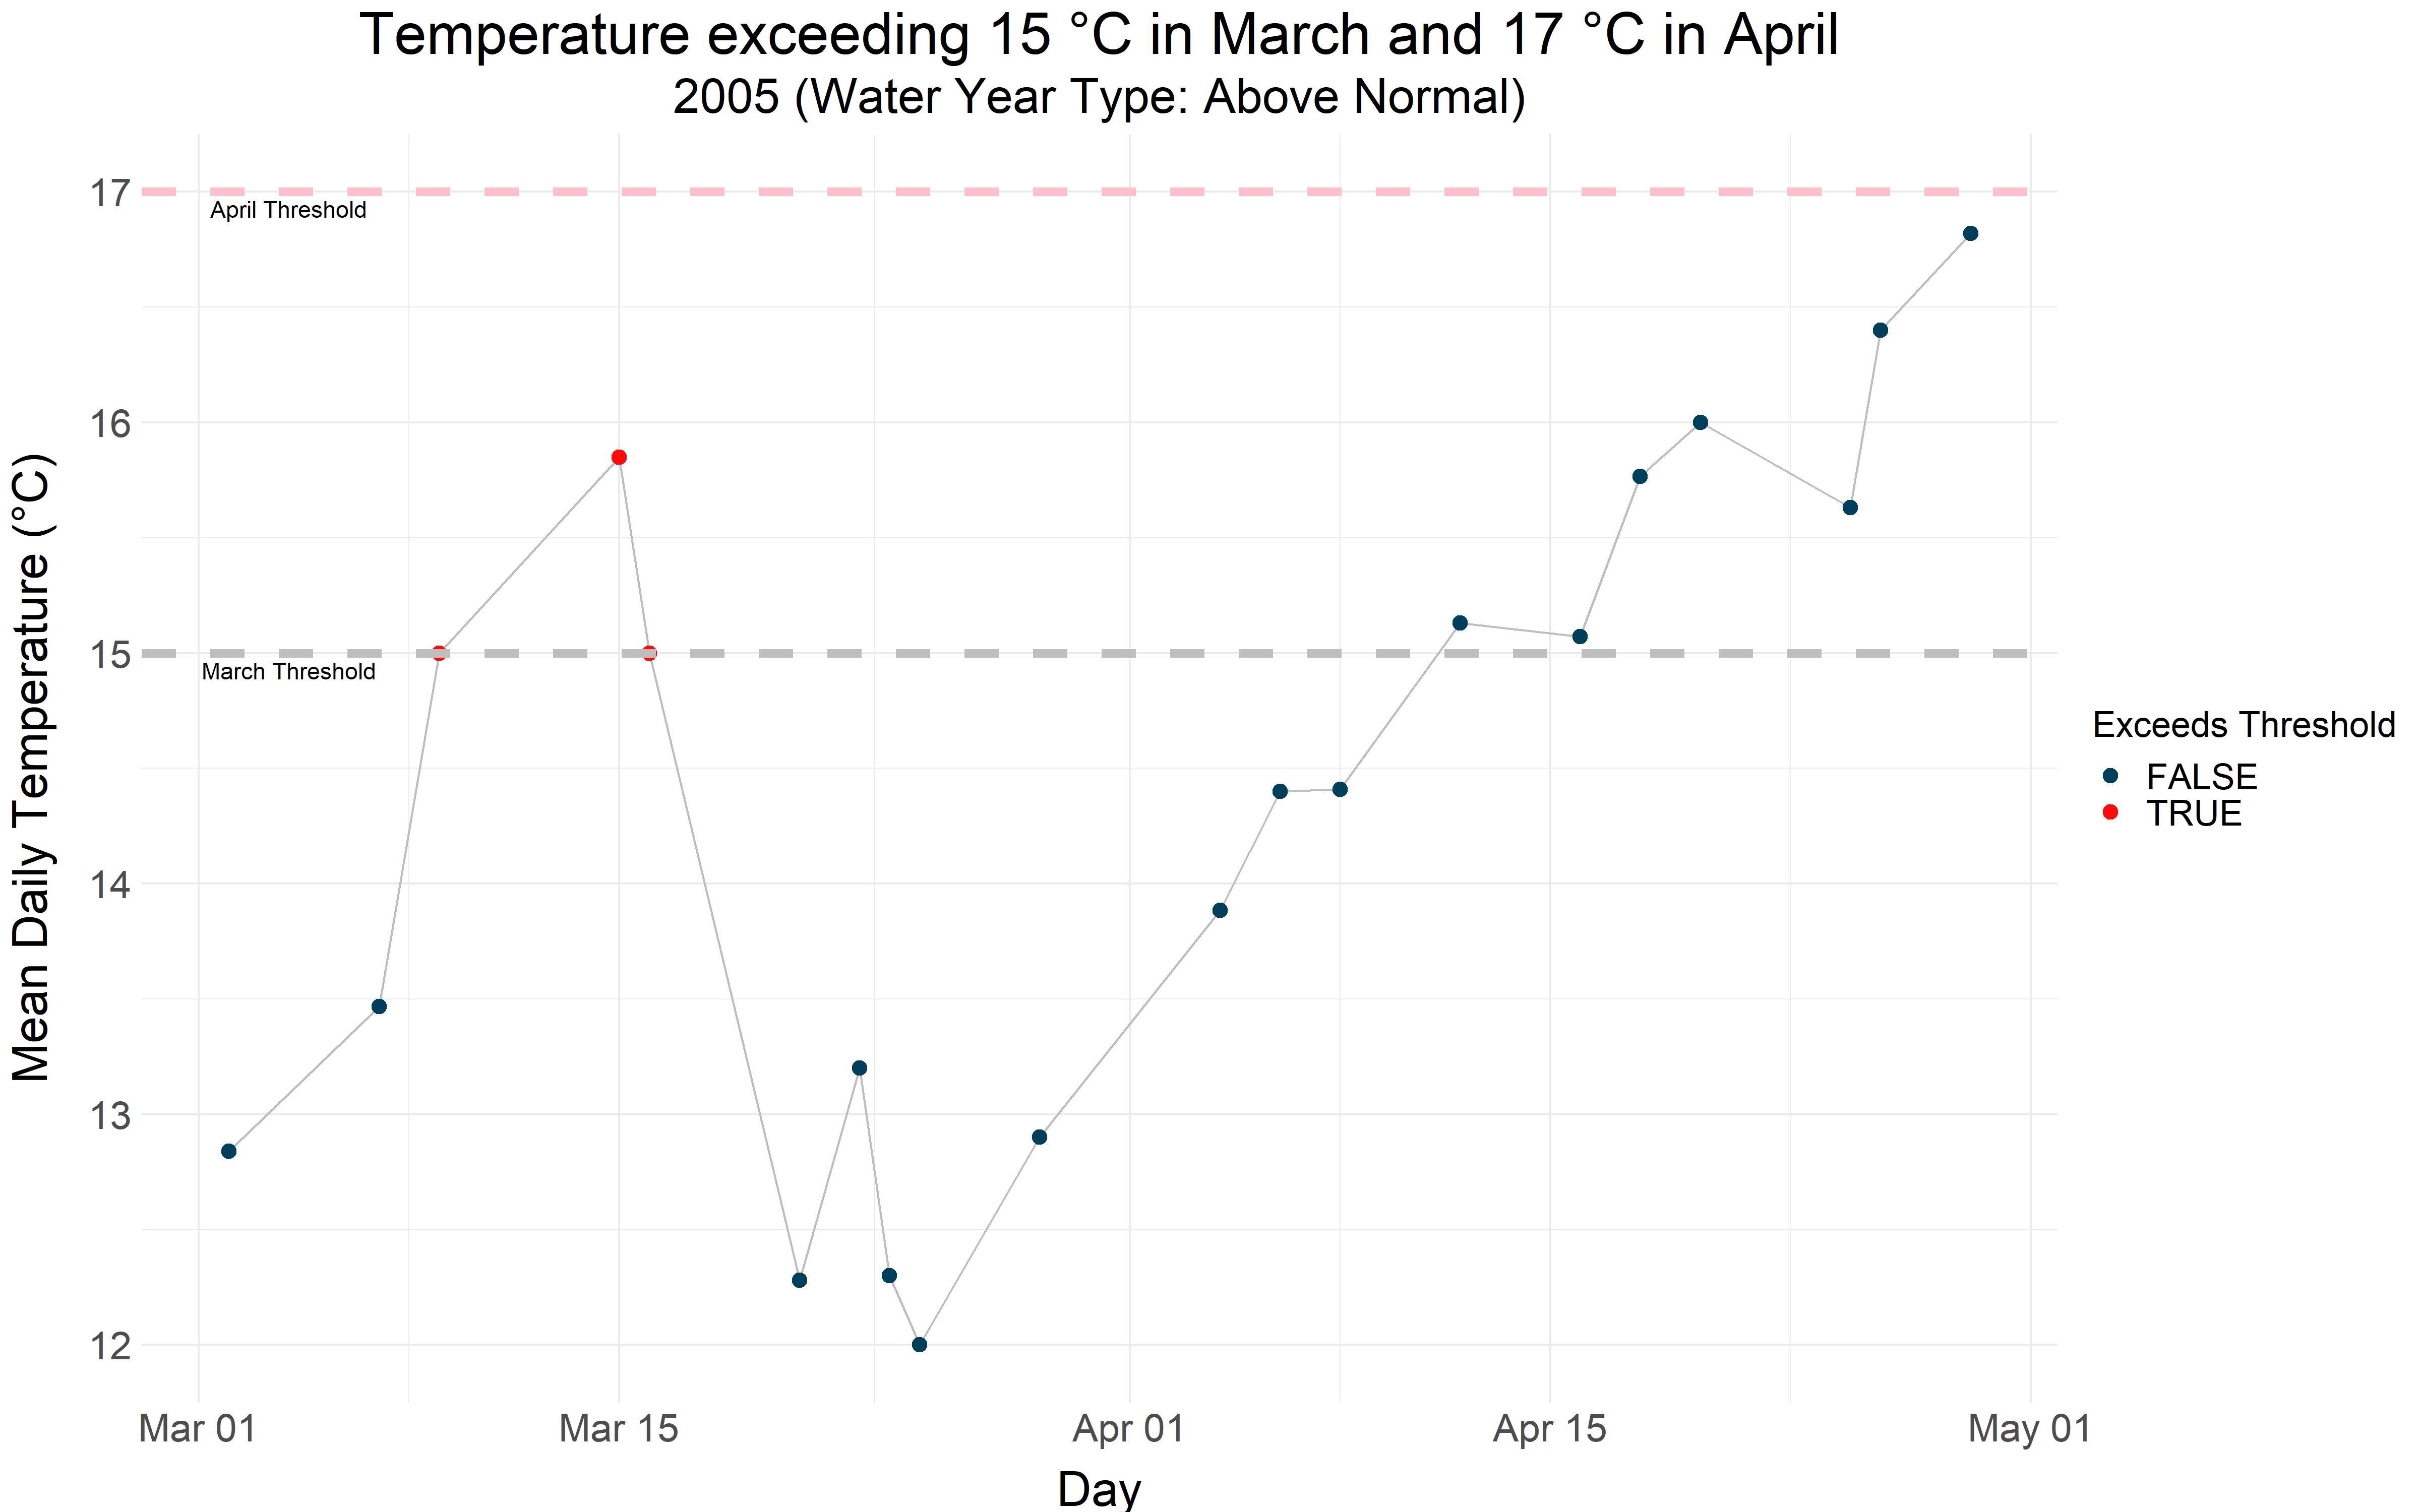 Temperature exceeding 15 °C in March and 17 °C in April
2005 (Water Year Type: Above Normal)
Mean Daily Temperature (°C)
17
April Threshold
16
15
March Threshold
14
13
12
Mar 01
Mar 15
Apr 01
Apr 15
May 01
Day
Exceeds Threshold
FALSE
TRUE